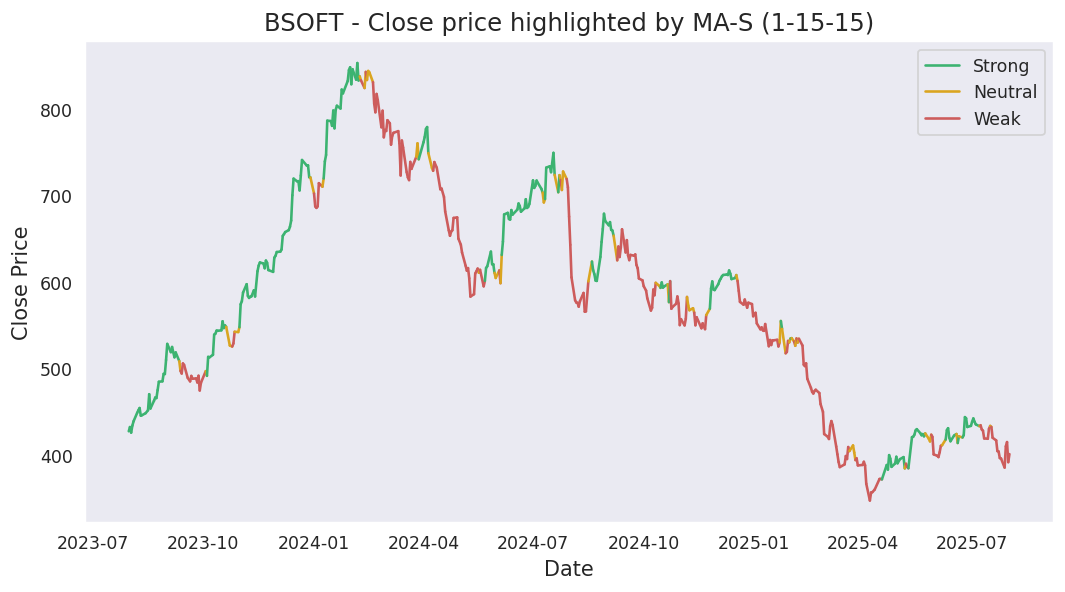 BSOFT - Close price highlighted by MA-S (1-15-15)
Strong
Neutral
Weak
Close Price
800
700
600
500
400
2023-07 2023-10 2024-01 2024-04 2024-07 2024-10 2025-01 2025-04 2025-07
Date